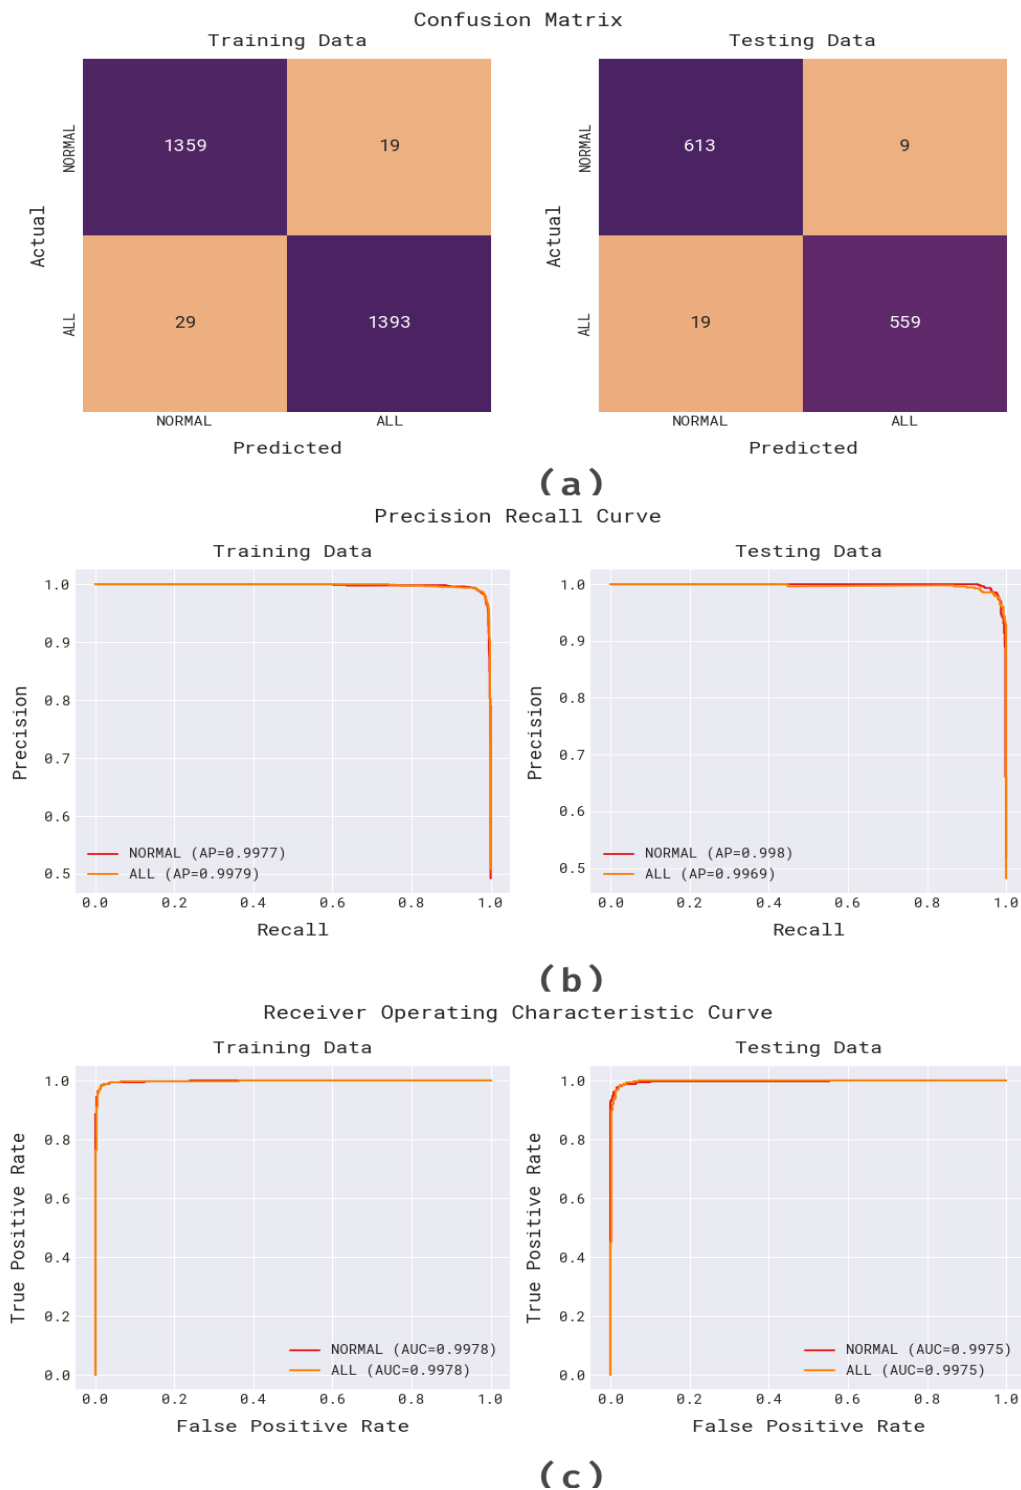 Confusion Matrix
Training Data
Testing Data
Actual
NORMAL
ALL
1359
19
29
1393
NORMAL
ALL
Predicted
Actual
NORMAL
ALL
613
9
19
559
NORMAL
ALL
Predicted
(a)
Precision Recall Curve
Training Data
Precision
1.0
0.9
0.8
0.7
0.6
0.5
NORMAL (AP=0.9977)
ALL (AP=0.9979)
0.0 0.2 0.4 0.6 0.8 1.0
Recall
Testing Data
Precision
1.0
0.9
0.8
0.7
0.6
0.5
NORMAL (AP=0.998)
ALL (AP=0.9969)
0.0 0.2 0.4 0.6 0.8 1.0
Recall
(b)
Receiver Operating Characteristic Curve
Training Data
True Positive Rate
1.0
0.8
0.6
0.4
0.2
0.0
NORMAL (AUC=0.9978)
ALL (AUC=0.9978)
0.0 0.2 0.4 0.6 0.8 1.0
False Positive Rate
Testing Data
True Positive Rate
1.0
0.8
0.6
0.4
0.2
0.0
NORMAL (AUC=0.9975)
ALL (AUC=0.9975)
0.0 0.2 0.4 0.6 0.8 1.0
False Positive Rate
(c)